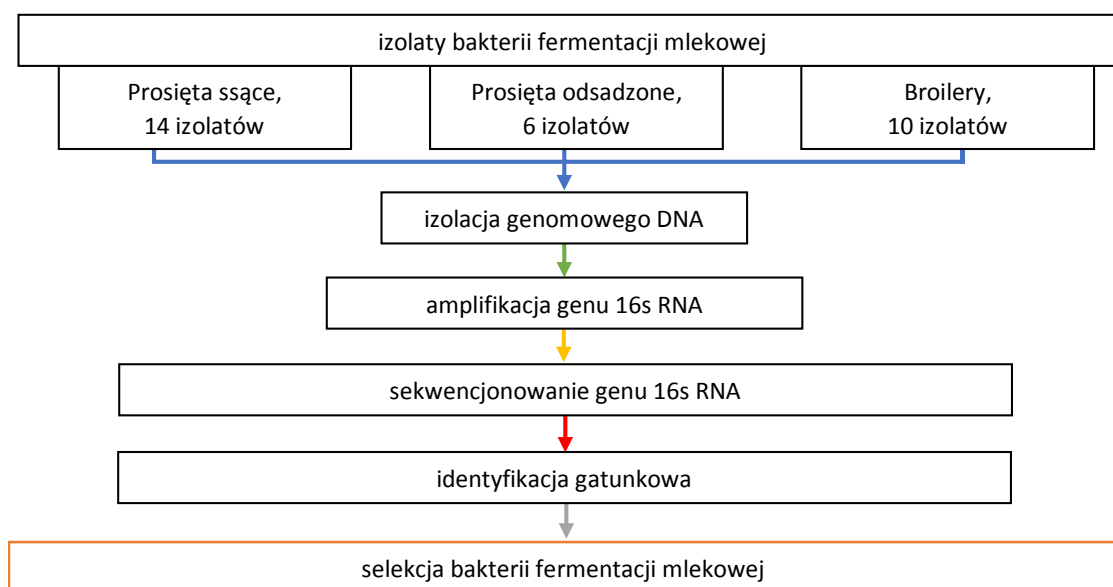 izolaty bakterii fermentacji mlekowej
Prosięta ssące,
14 izolatów
Prosięta odsadzone,
6 izolatów
Broilery,
10 izolatów
izolacja genomowego DNA
amplifikacja genu 16s RNA
sekwencjonowanie genu 16s RNA
identyfikacja gatunkowa
selekcja bakterii fermentacji mlekowej